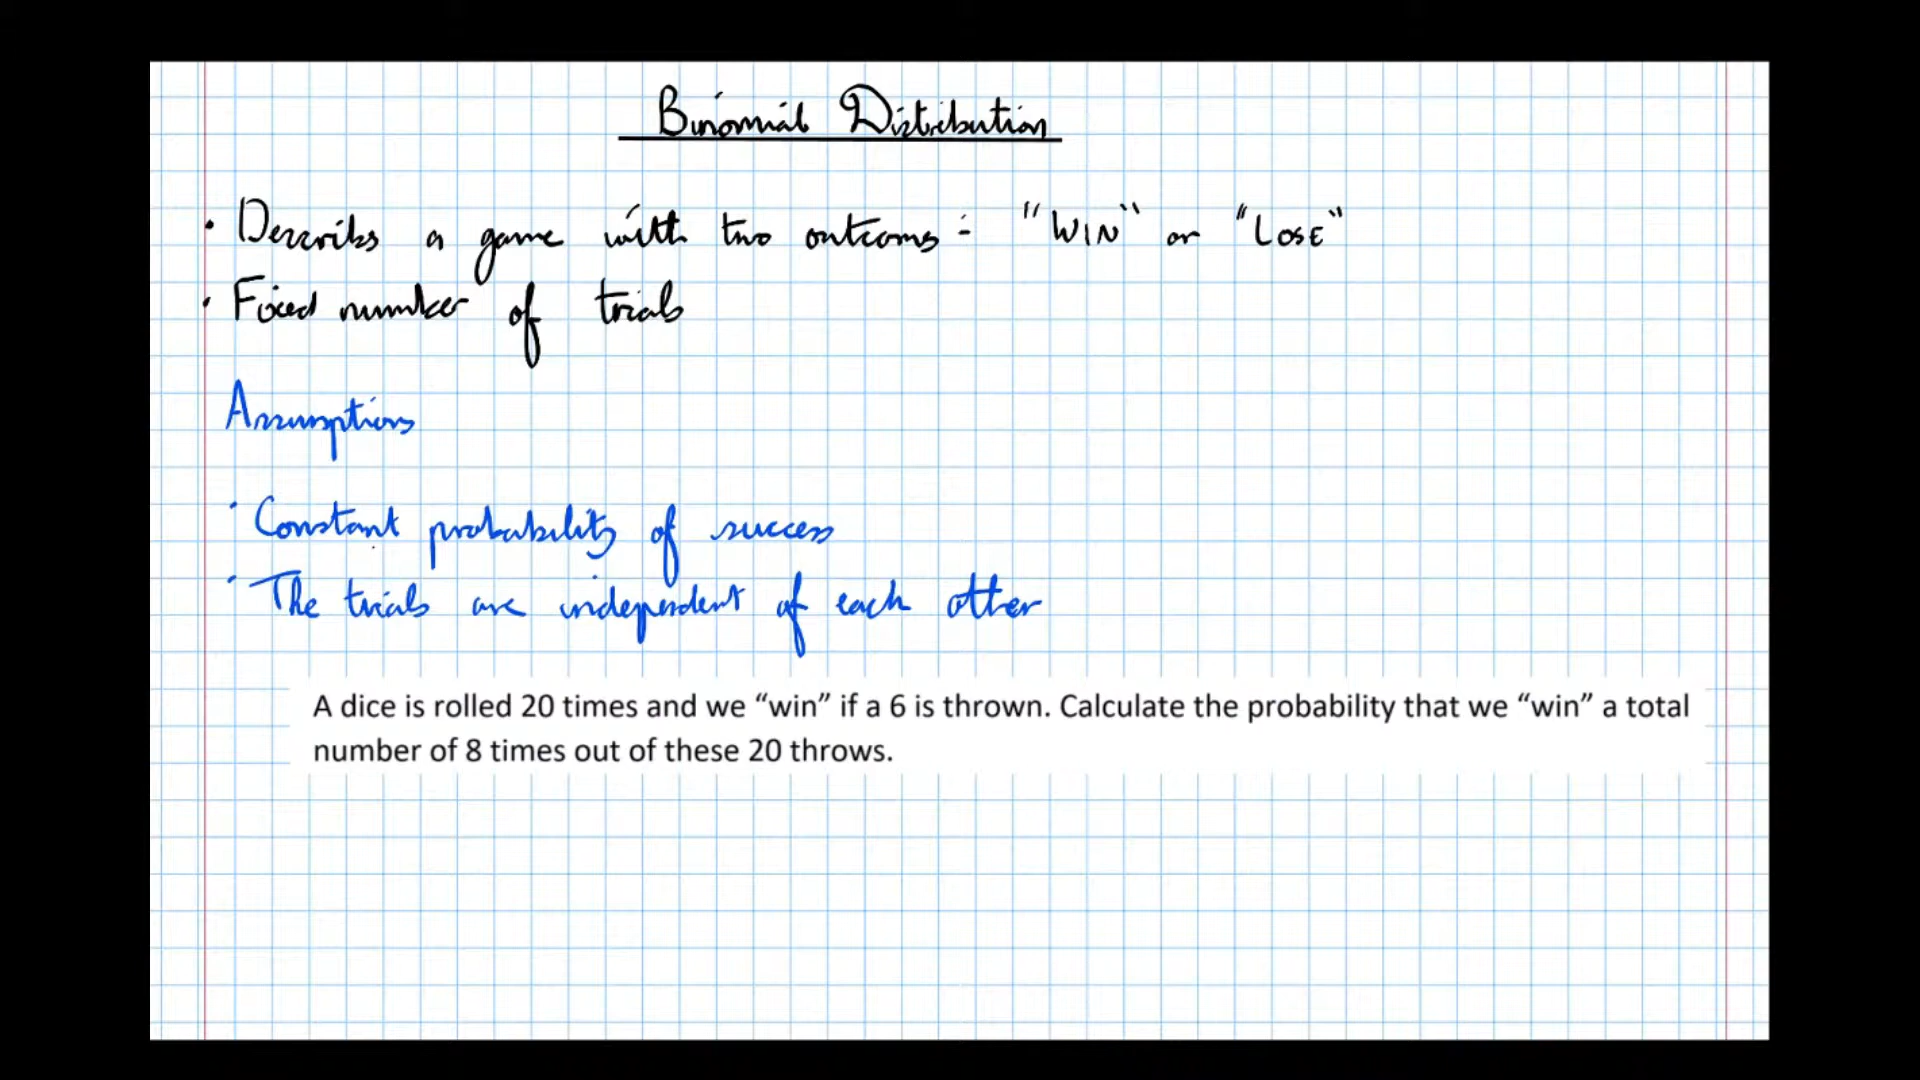 Binomial Distribution
• Describes a game with two outcomes :- "WIN" or "LOSE"
• Fixed number of trials
Assumptions
• Constant probability of success
• The trials are independent of each other
A dice is rolled 20 times and we “win” if a 6 is thrown. Calculate the probability that we “win” a total
number of 8 times out of these 20 throws.